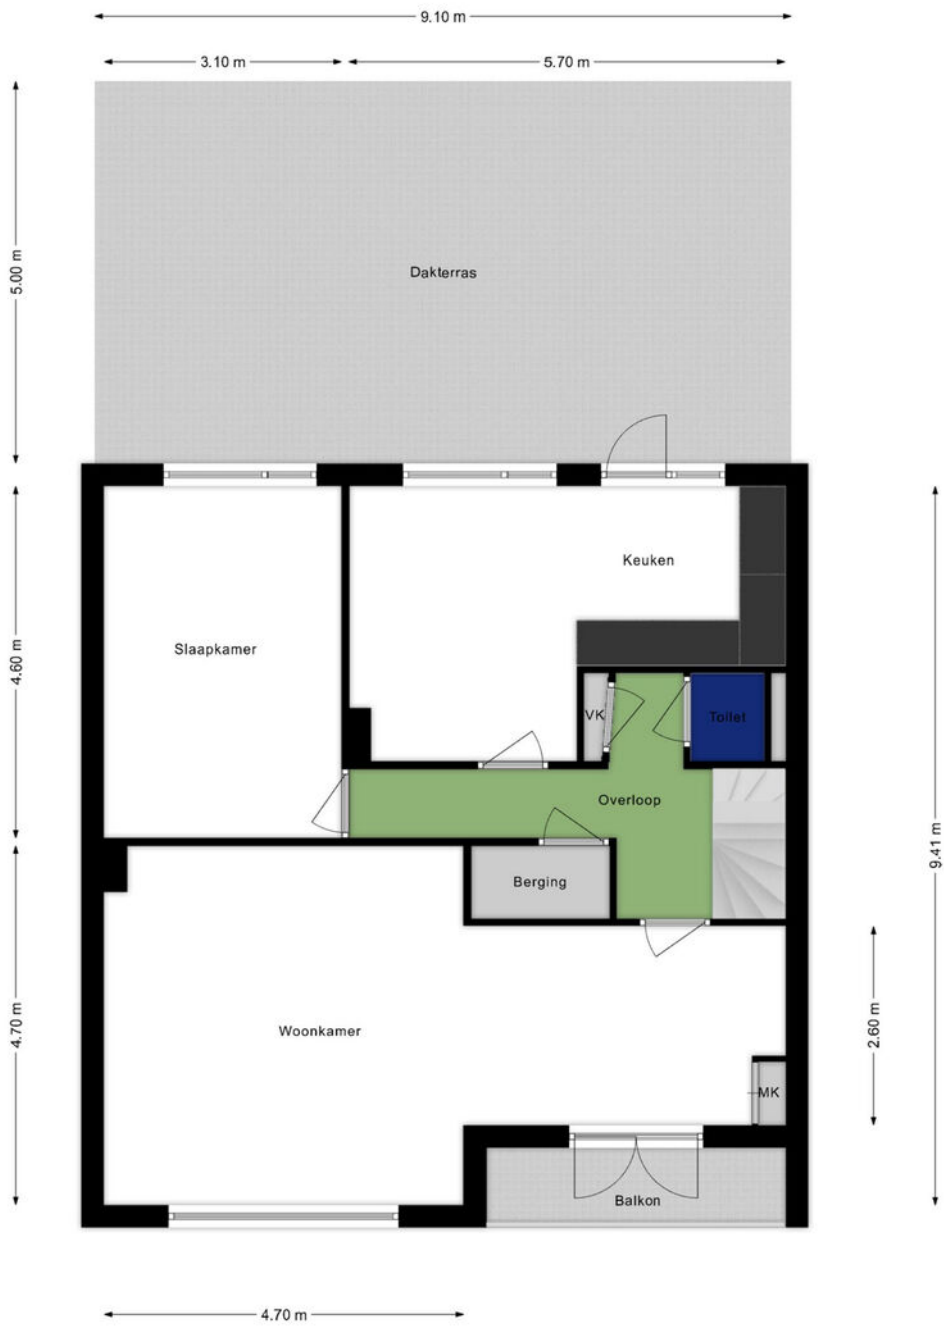 9.10 m
3.10 m
5.70 m
5.00 m
Dakterras
Keuken
Slaapkamer
4.60 m
VK
Toilet
Overloop
9.41 m
Berging
Woonkamer
4.70 m
2.60 m
MK
Balkon
4.70 m